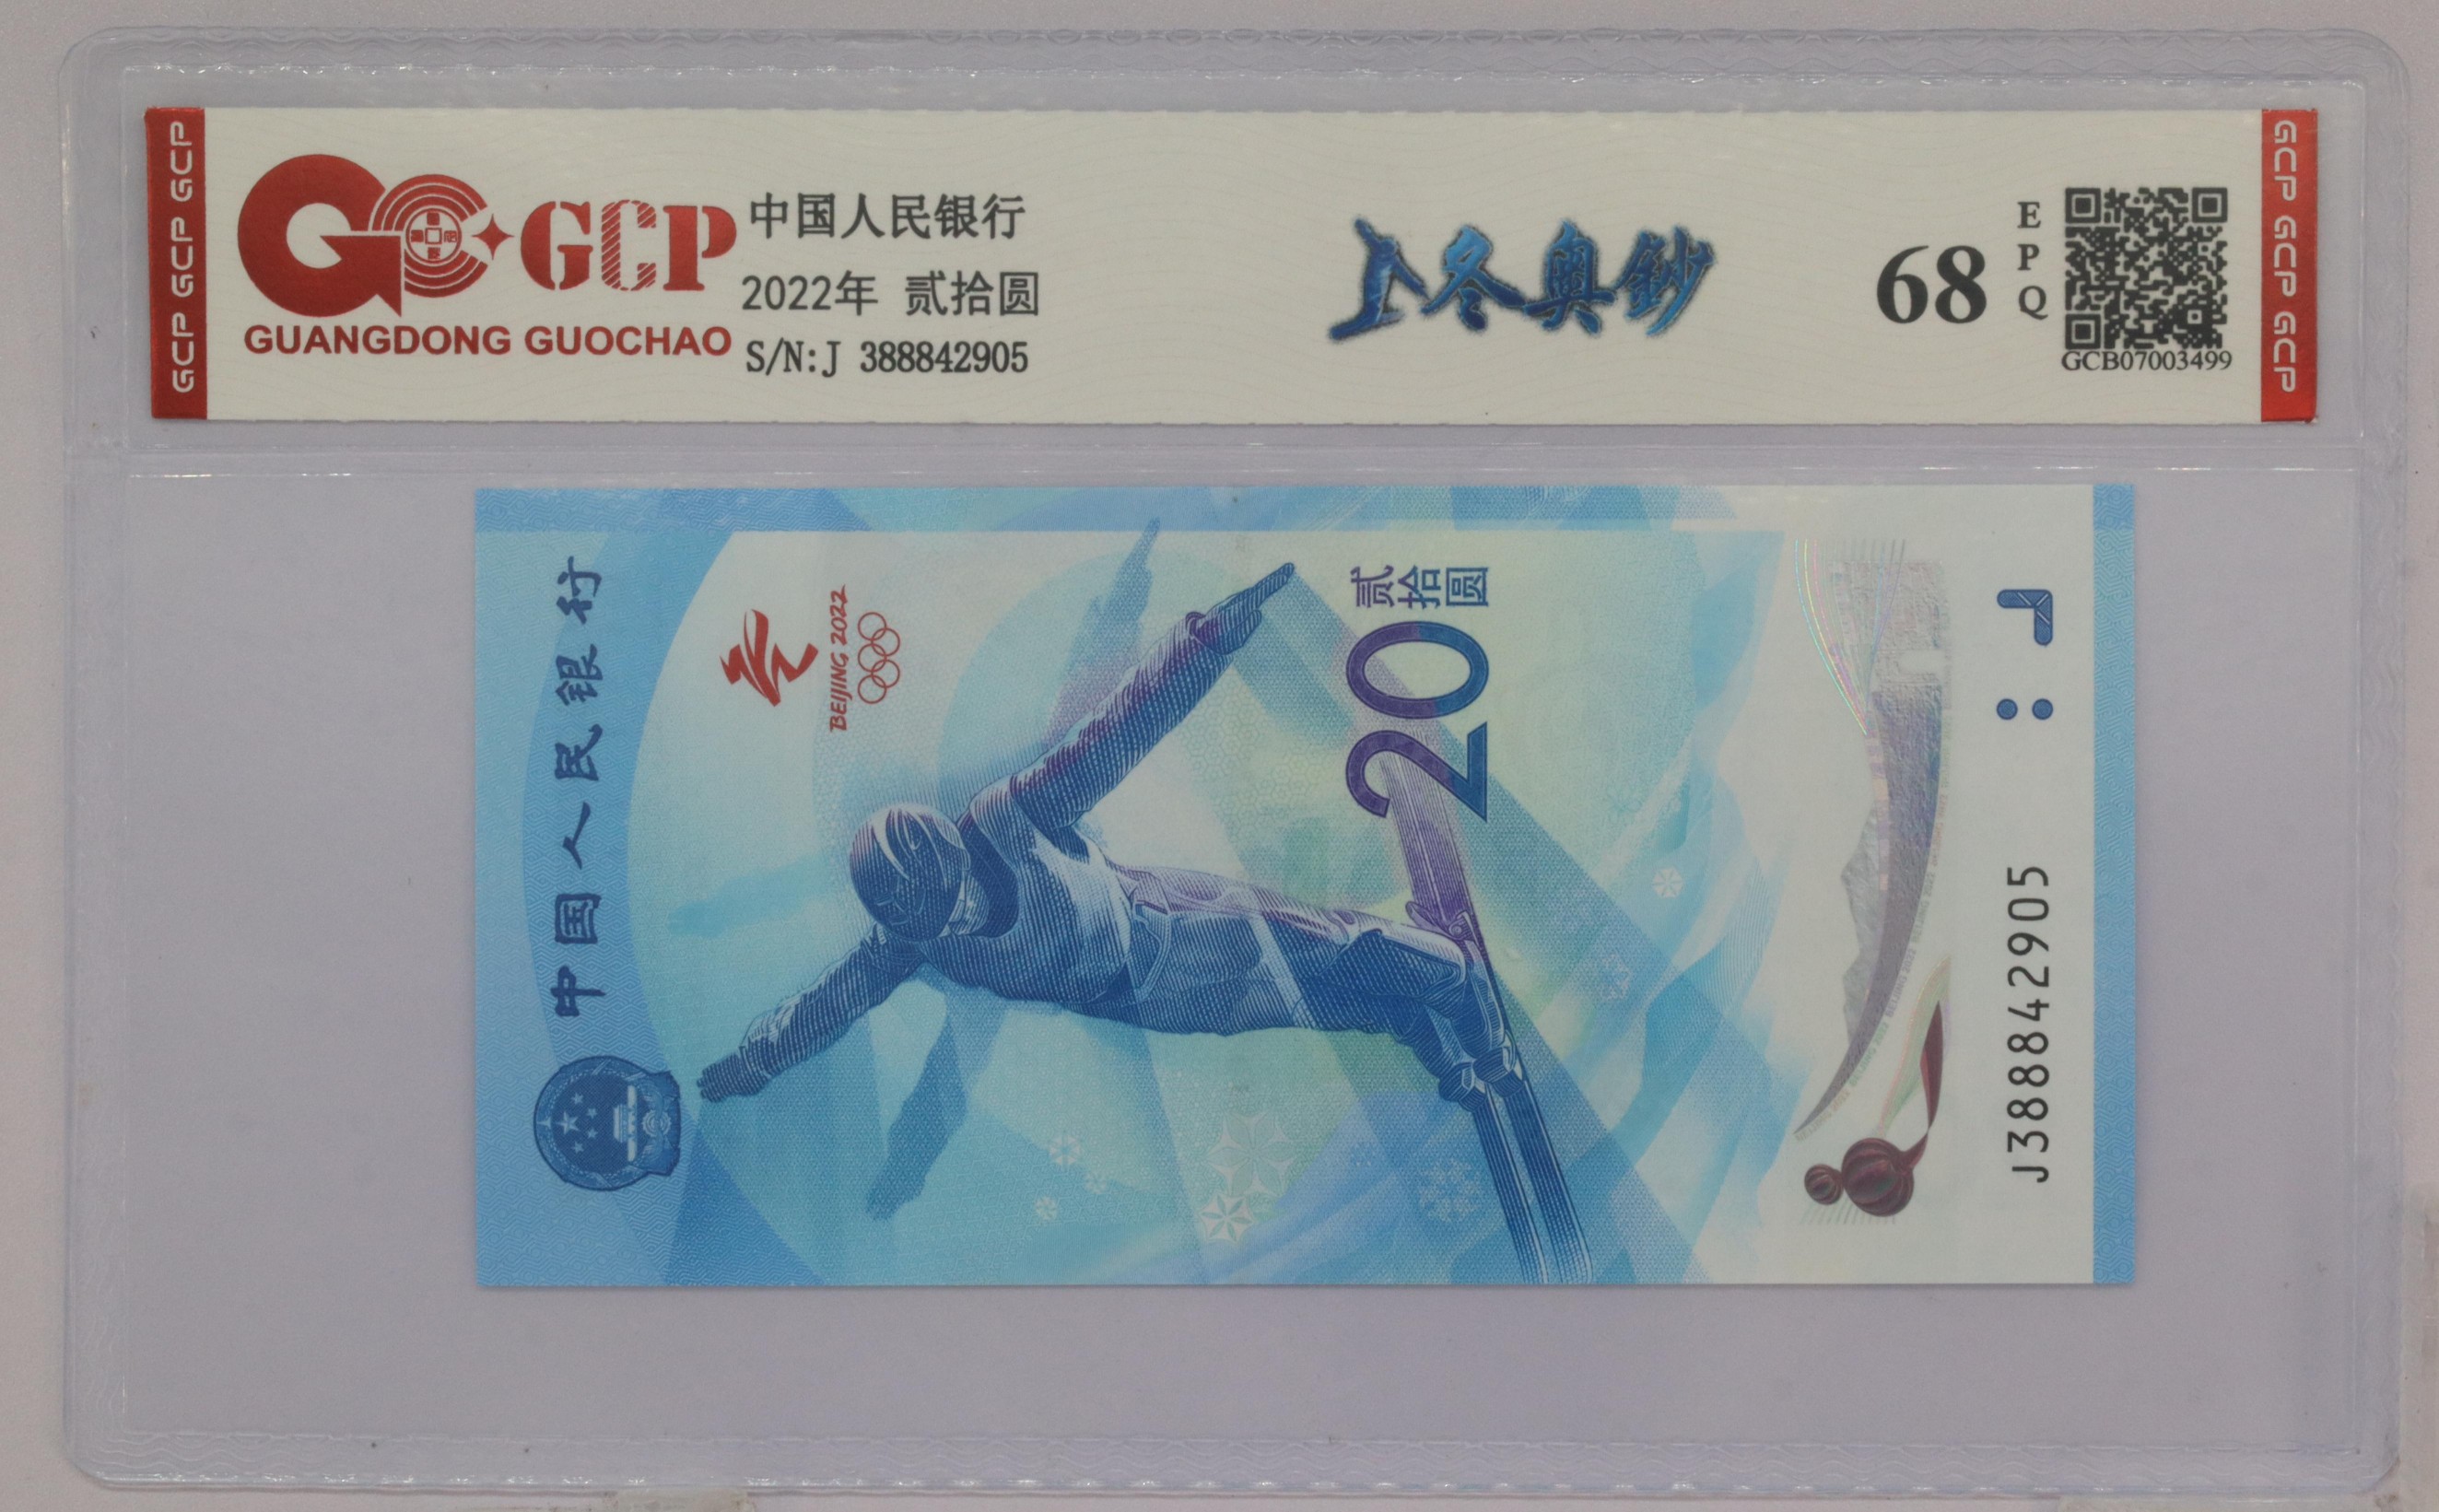 GCP GCP GCP
GCP
GUANGDONG GUOCHAO
中国人民银行
2022年 贰拾圆
S/N:J 388842905
冬奥鈔
68
E
P
Q
GCB07003499
GCP GCP GCP
中国人民银行
BEIJING 2022
贰拾圆
20
J388842905